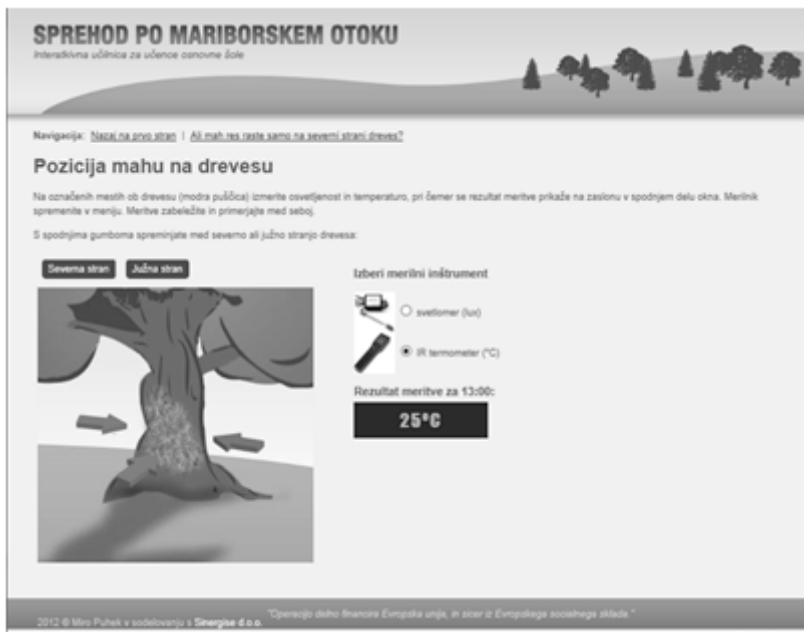 SPREHOD PO MARIBORSKEM OTOKU
Interaktivna učilnica za učence osnovne šole
Navigacija: Nazaj na prvo stran | Ali mah res raste samo na severni strani dreves?
Pozicija mahu na drevesu
Na označenih mestih ob drevesu (modra puščica) izmerite osvetljenost in temperaturo, pri čemer se rezultat meritve prikaže na zaslonu v spodnjem delu okna. Merilnik
spremenite v meniju. Meritve zabeležite in primerjajte med seboj.
S spodnjima gumboma spreminjate med severno ali južno stranjo drevesa:
Severna stran Južna stran
Izberi merilni inštrument
svetlomer (lux)
IR termometer (°C)
Rezultat meritve za 13:00:
25°C
"Operacijo delno financira Evropska unija, in sicer iz Evropskega socialnega sklada."
2012 © Miro Puhek v sodelovanju s Sinergise d.o.o.